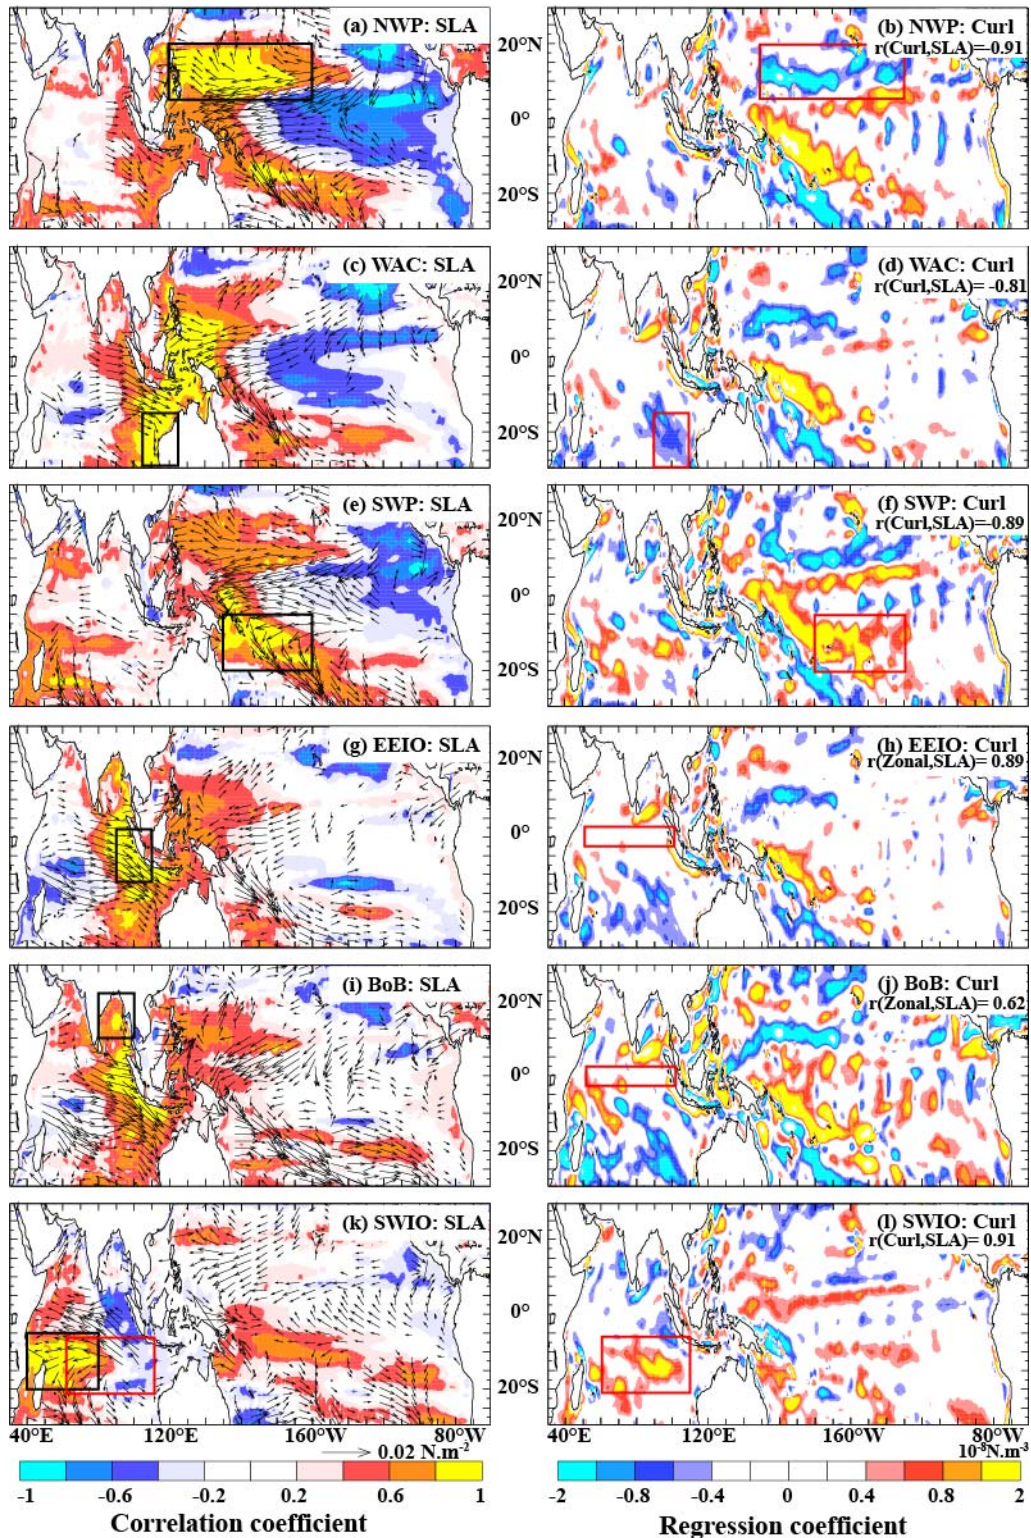 (a) NWP: SLA
20°N
0°
20°S
(b) NWP: Curl
r(Curl,SLA)=-0.91
(c) WAC: SLA
20°N
0°
20°S
(d) WAC: Curl
r(Curl,SLA)= -0.81
(e) SWP: SLA
20°N
0°
20°S
(f) SWP: Curl
r(Curl,SLA)=-0.89
(g) EEIO: SLA
20°N
0°
20°S
(h) EEIO: Curl
r(Zonal,SLA) 0.89
(i) BoB: SLA
20°N
0°
20°S
(j) BoB: Curl
r(Zonal,SLA)= 0.62
(k) SWIO: SLA
20°N
0°
20°S
(l) SWIO: Curl
r(Curl,SLA)= 0.91
40°E 120°E 160°W 80°W
0.02 N.m-2
40°E 120°E 160°W 80°W
10-8N.m-3
-1 -0.6 -0.2 0.2 0.6 1
Correlation coefficient
-2 -0.8 -0.4 0 0.4 0.8 2
Regression coefficient